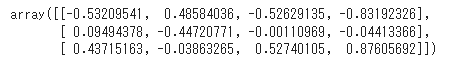 array([[-0.53209541, 0.48584036, -0.52629135, -0.83192326],
[ 0.09494378, -0.44720771, -0.00110969, -0.04413366],
[ 0.43715163, -0.03863265, 0.52740105, 0.87605692]])